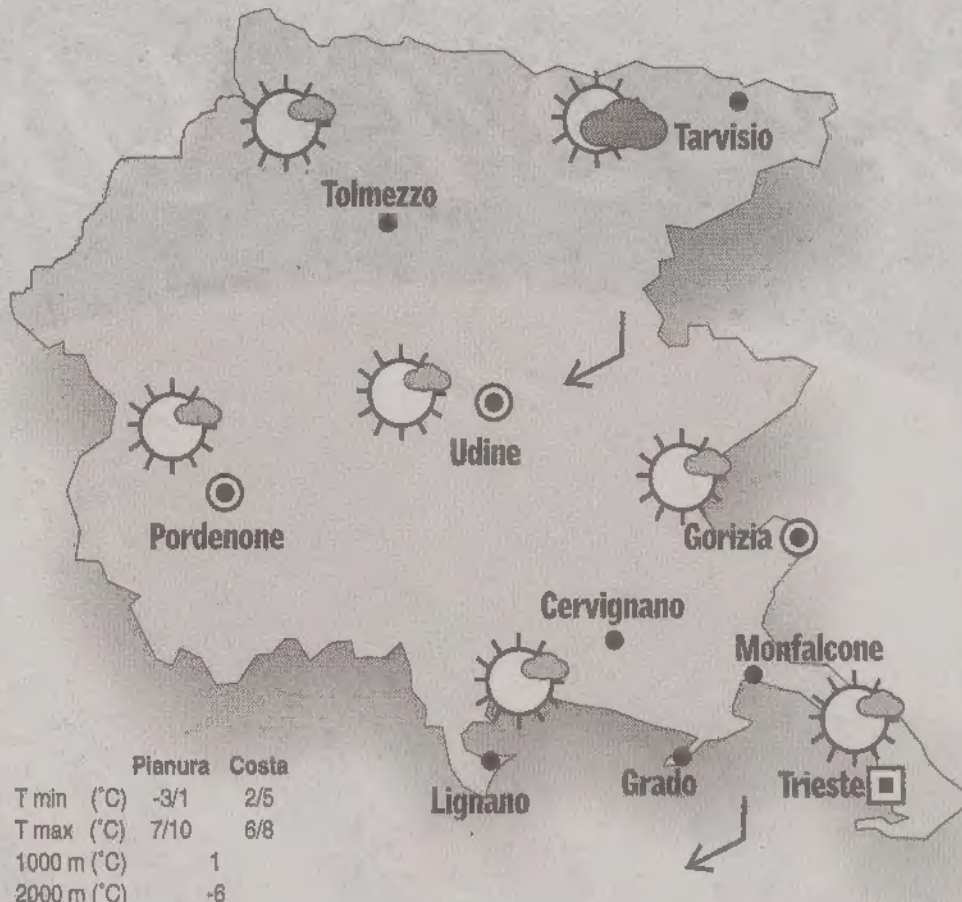 Tarvisio
Tolmezzo
Udine
Pordenone
Gorizia
Cervignano
Monfalcone
Pianura Costa
Lignano
Grado
Trieste
T min (°C) -3/1 2/5
T max (°C) 7/10 6/8
1000 m (°C) 1
2000 m (°C) -6